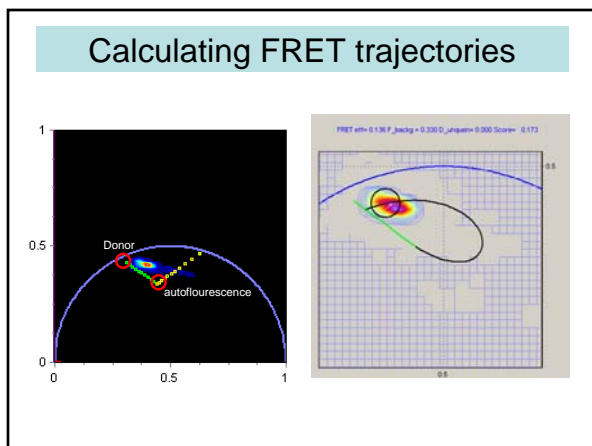 Calculating FRET trajectories
1
0.5
0
0
0.5
1
Donor
autoflourescence
FRET eff= 0.136 F_backg = 0.330 D_unquen= 0.000 Score= 0.173
0.5
0.5